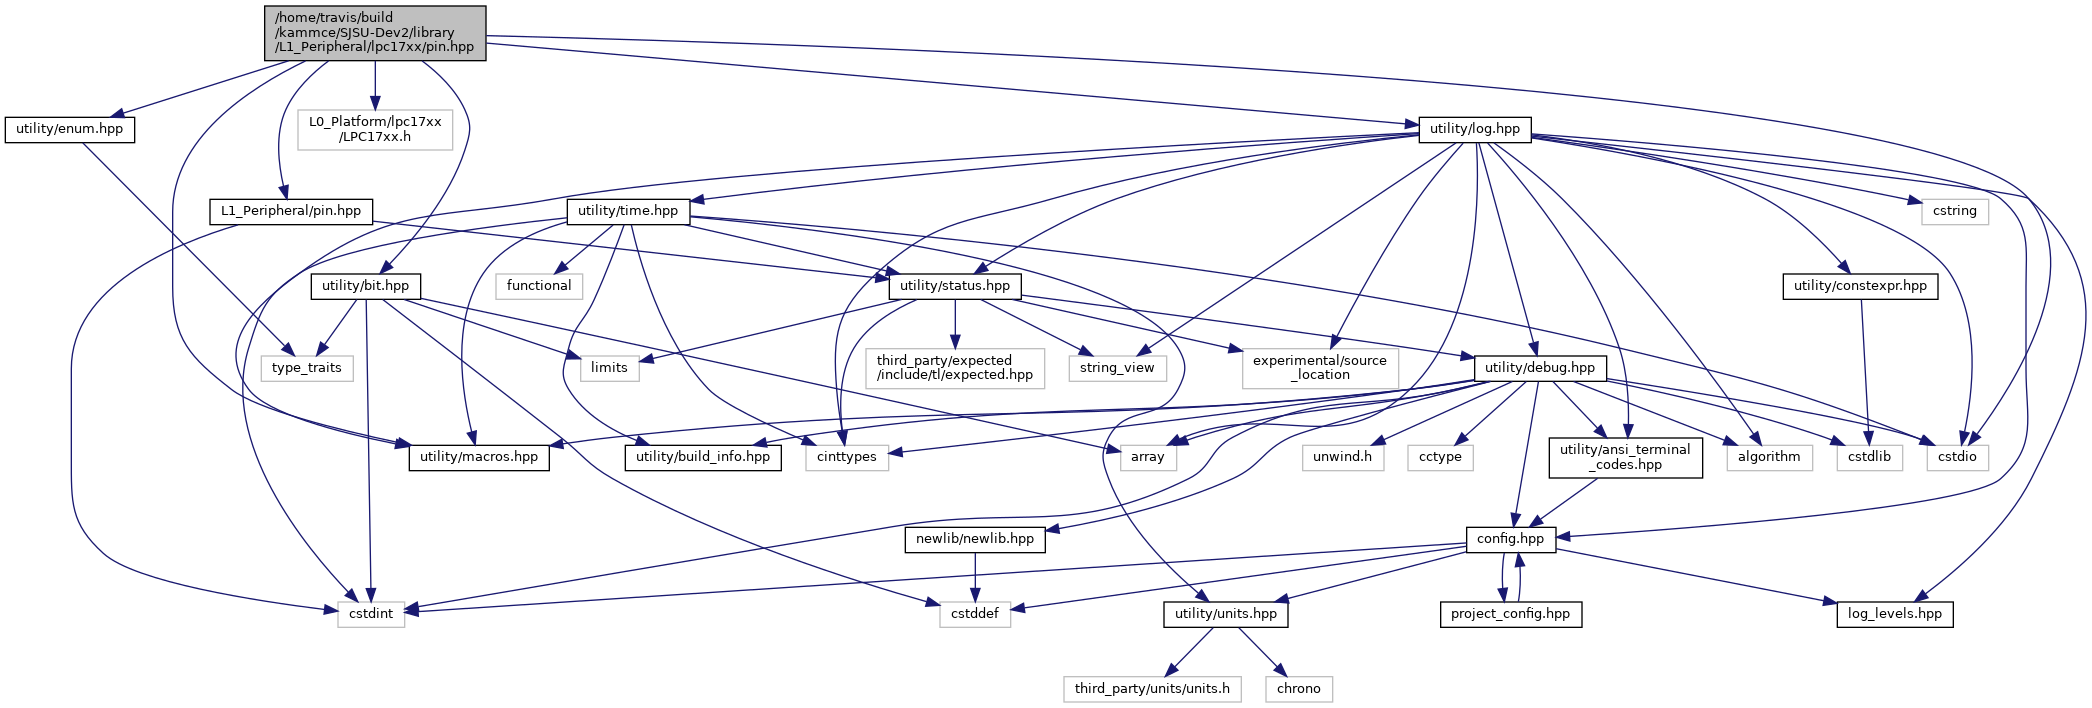 /home/travis/build
/kammce/SJSU-Dev2/library
/L1_Peripheral/lpc17xx/pin.hpp
utility/enum.hpp
L0_Platform/lpc17xx
/LPC17xx.h
utility/log.hpp
L1_Peripheral/pin.hpp
utility/time.hpp
cstring
utility/bit.hpp
functional
utility/status.hpp
utility/constexpr.hpp
type_traits
limits
third_party/expected
/include/tl/expected.hpp
string_view
experimental/source
_location
utility/debug.hpp
utility/macros.hpp
utility/build_info.hpp
cinttypes
array
unwind.h
cctype
utility/ansi_terminal
_codes.hpp
algorithm
cstdlib
cstdio
newlib/newlib.hpp
config.hpp
cstdint
cstddef
utility/units.hpp
project_config.hpp
log_levels.hpp
third_party/units/units.h
chrono